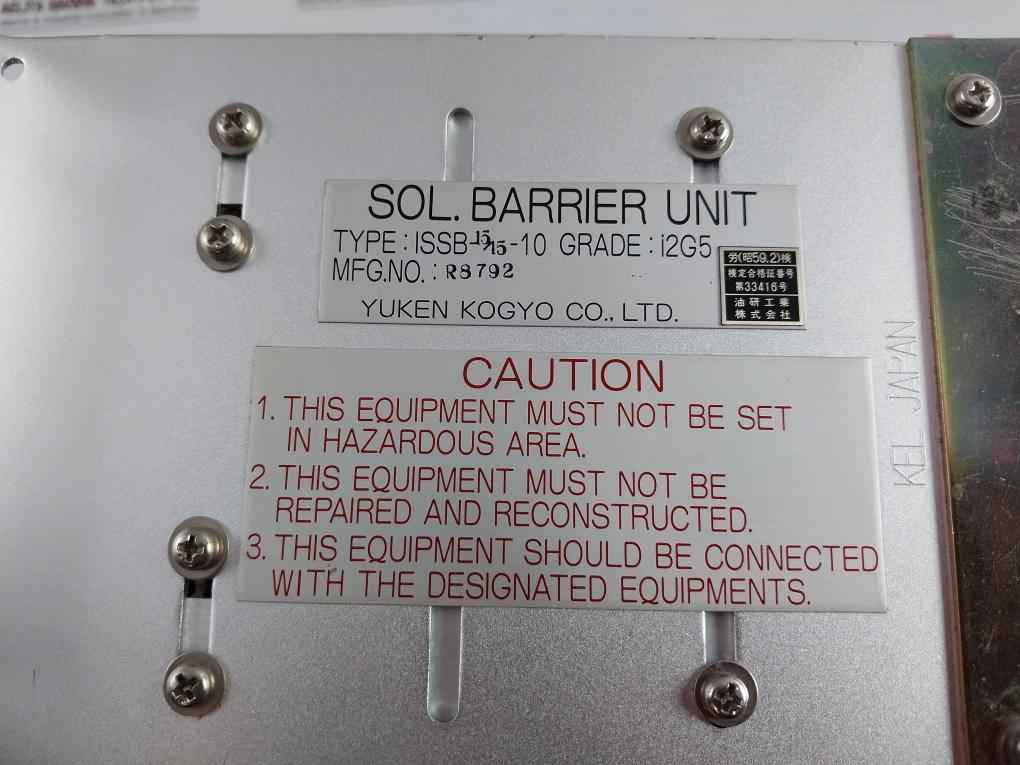 SOL. BARRIER UNIT
TYPE : ISSB-15/15-10 GRADE : i2G5
MFG.NO. : R8792
YUKEN KOGYO CO., LTD.
労(昭59.2)検
検定合格証番号
第33416号
油研工業
株式会社
CAUTION
1. THIS EQUIPMENT MUST NOT BE SET
IN HAZARDOUS AREA.
2. THIS EQUIPMENT MUST NOT BE
REPAIRED AND RECONSTRUCTED.
3. THIS EQUIPMENT SHOULD BE CONNECTED
WITH THE DESIGNATED EQUIPMENTS.
KEL JAPAN